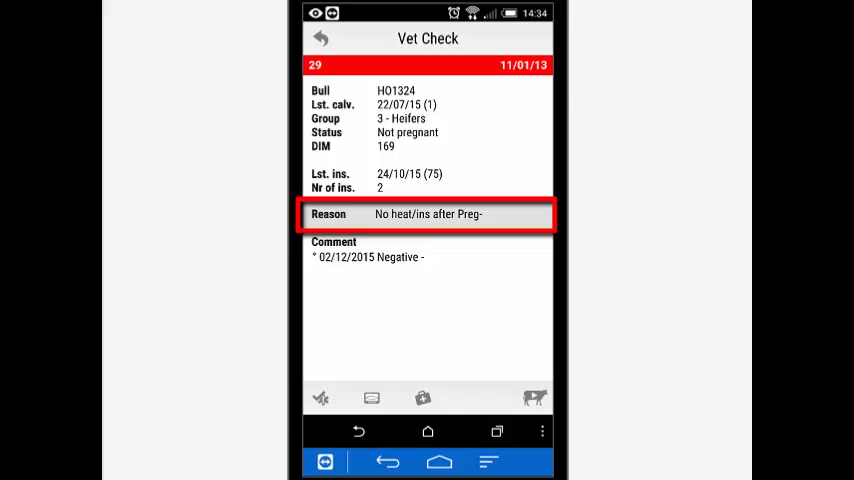 14:34
Vet Check
29 11/01/13
Bull HO1324
Lst. calv. 22/07/15 (1)
Group 3 - Heifers
Status Not pregnant
DIM 169
Lst. ins. 24/10/15 (75)
Nr of ins. 2
Reason No heat/ins after Preg-
Comment
° 02/12/2015 Negative -